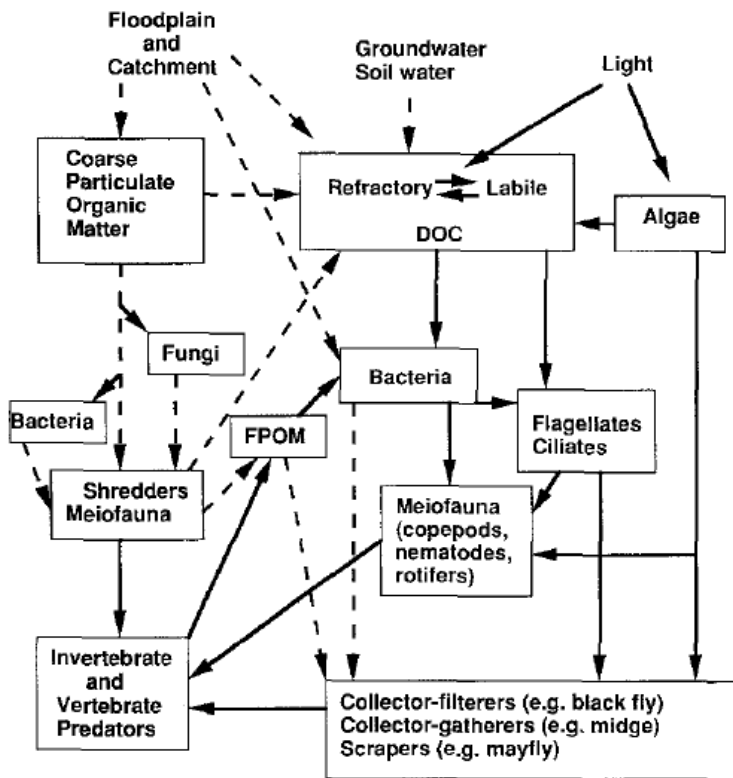 Floodplain
and
Catchment
Groundwater
Soil water
Light
Coarse
Particulate
Organic
Matter
Refractory
Labile
DOC
Algae
Fungi
Bacteria
Bacteria
FPOM
Flagellates
Ciliates
Shredders
Meiofauna
Meiofauna
(copepods,
nematodes,
rotifers)
Invertebrate
and
Vertebrate
Predators
Collector-filterers (e.g. black fly)
Collector-gatherers (e.g. midge)
Scrapers (e.g. mayfly)